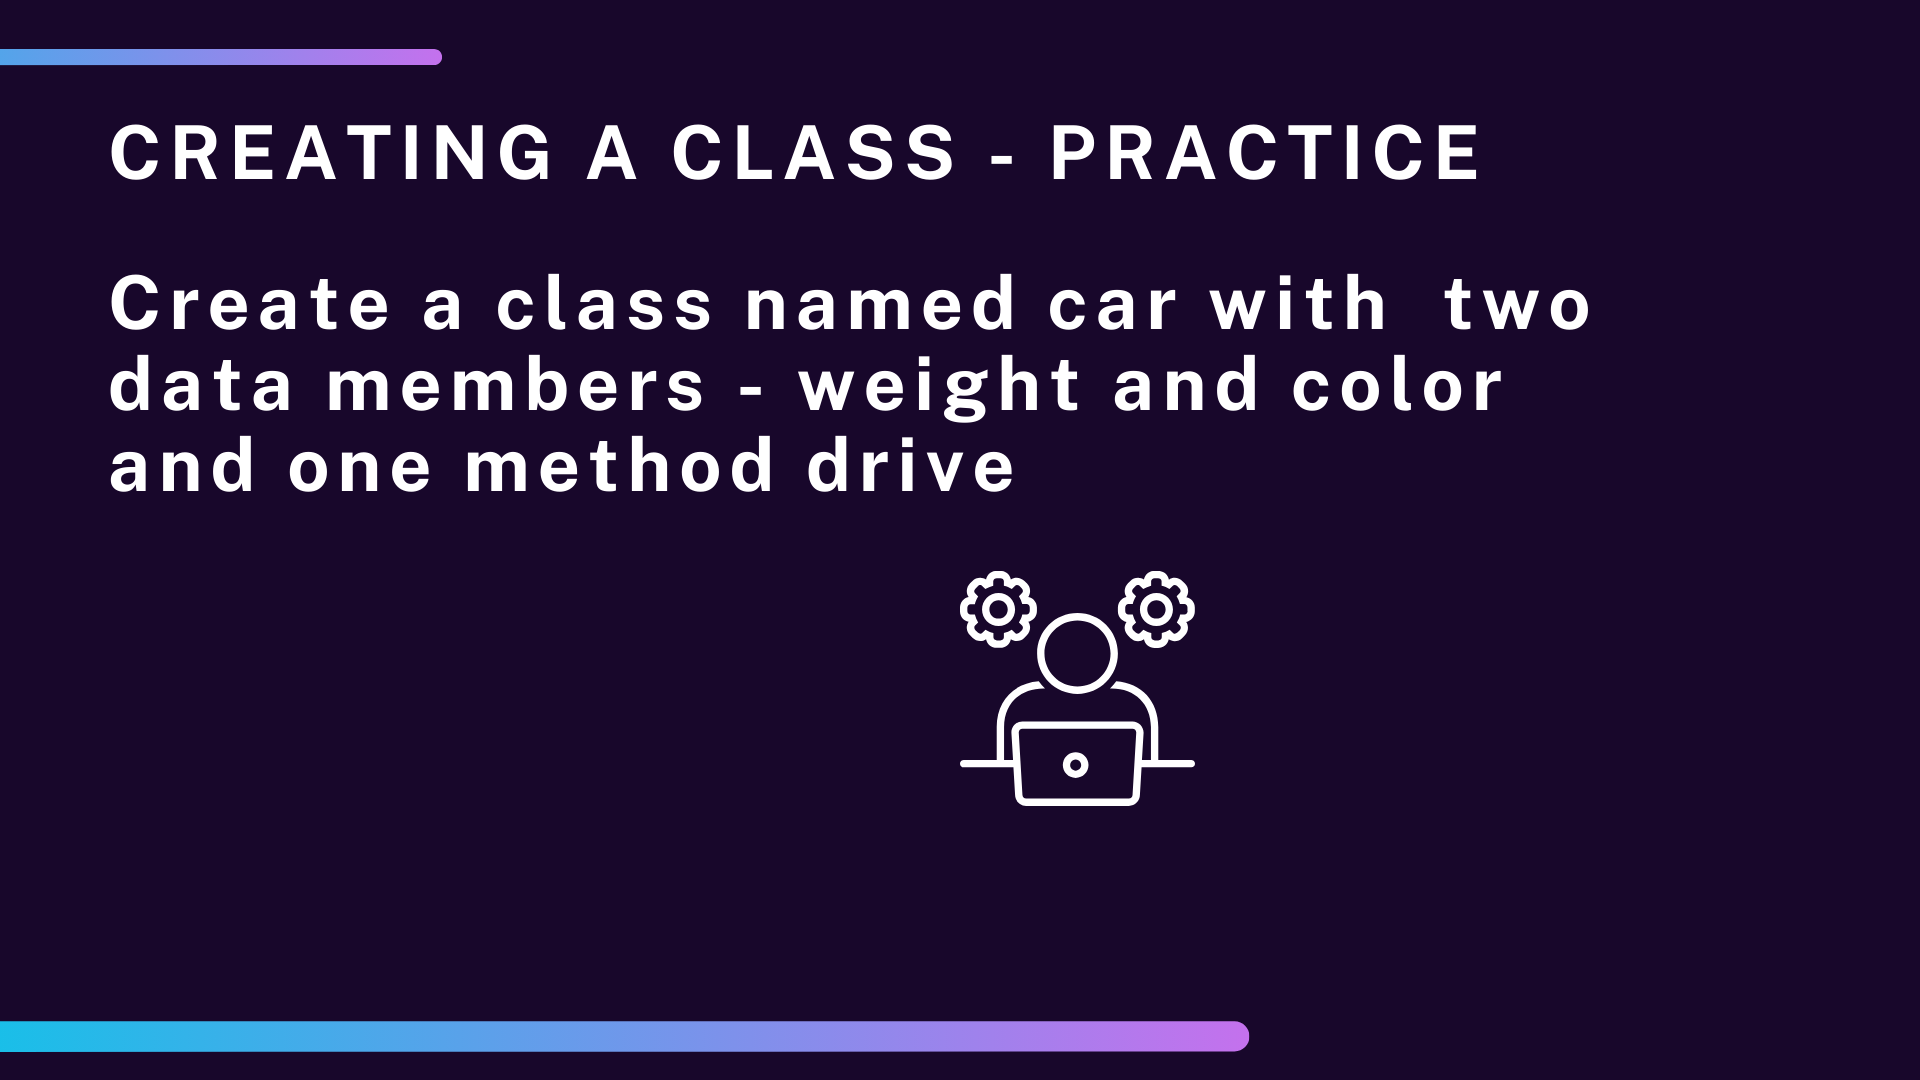 CREATING A CLASS - PRACTICE
Create a class named car with  two
data members - weight and color
and one method drive